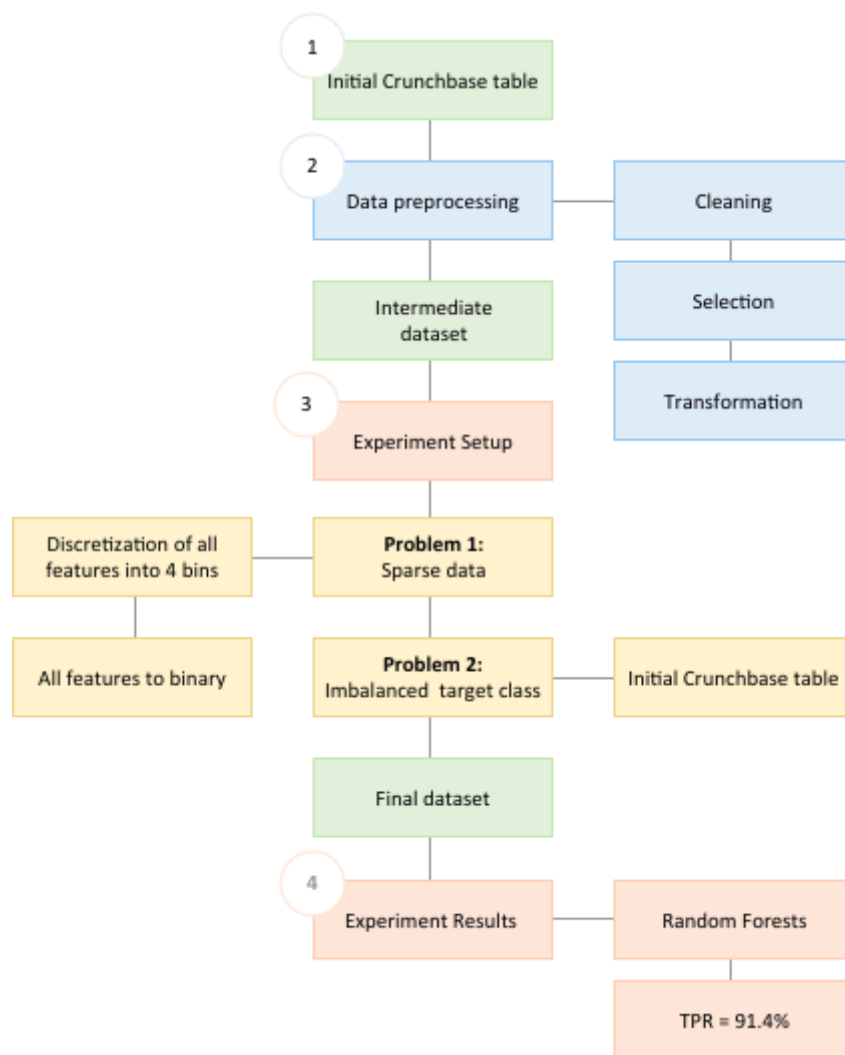 1
Initial Crunchbase table
2
Data preprocessing
Cleaning
Intermediate
dataset
Selection
3
Experiment Setup
Transformation
Discretization of all
features into 4 bins
Problem 1:
Sparse data
All features to binary
Problem 2:
Imbalanced target class
Initial Crunchbase table
Final dataset
4
Experiment Results
Random Forests
TPR = 91.4%